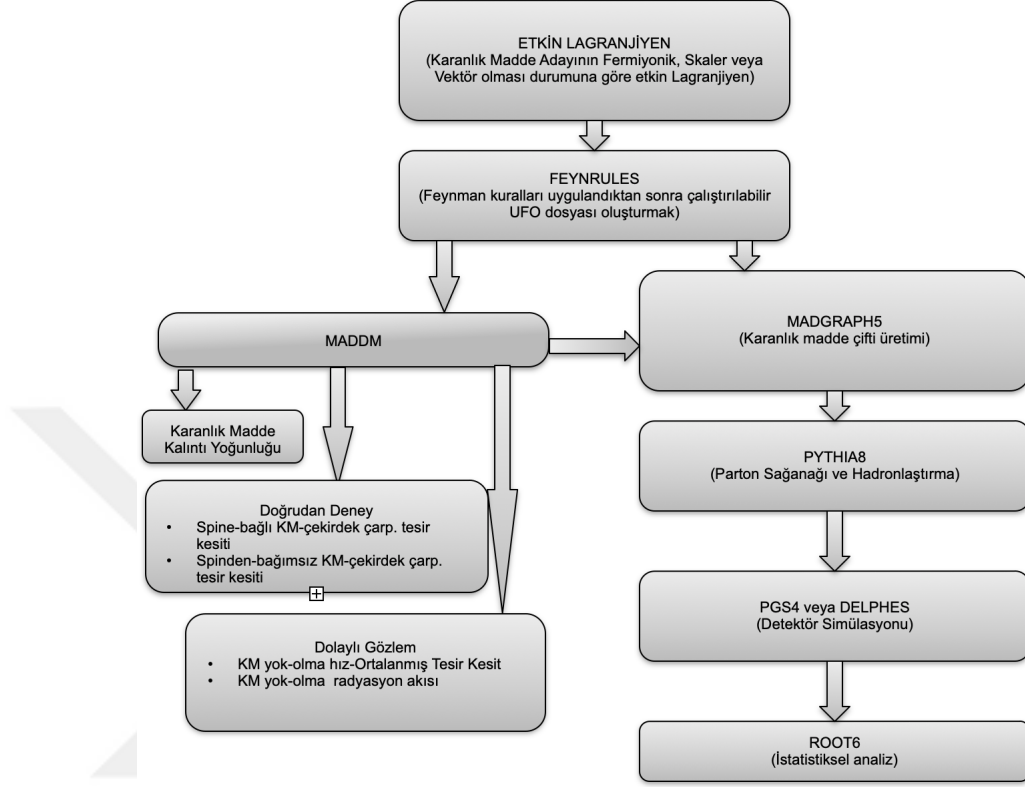 ETKİN LAGRANJİYEN
(Karanlık Madde Adayının Fermiyonik, Skaler veya
Vektör olması durumuna göre etkin Lagranjiyen)
FEYNRULES
(Feynman kuralları uygulandıktan sonra çalıştırılabilir
UFO dosyası oluşturmak)
MADDM
MADGRAPH5
(Karanlık madde çifti üretimi)
Karanlık Madde
Kalıntı Yoğunluğu
PYTHIA8
(Parton Sağanağı ve Hadronlaştırma)
Doğrudan Deney
• Spine-bağlı KM-çekirdek çarp. tesir
kesiti
• Spinden-bağımsız KM-çekirdek çarp.
tesir kesiti
PGS4 veya DELPHES
(Detektör Simülasyonu)
Dolaylı Gözlem
• KM yok-olma hız-Ortalanmış Tesir Kesit
• KM yok-olma radyasyon akısı
ROOT6
(İstatistiksel analiz)